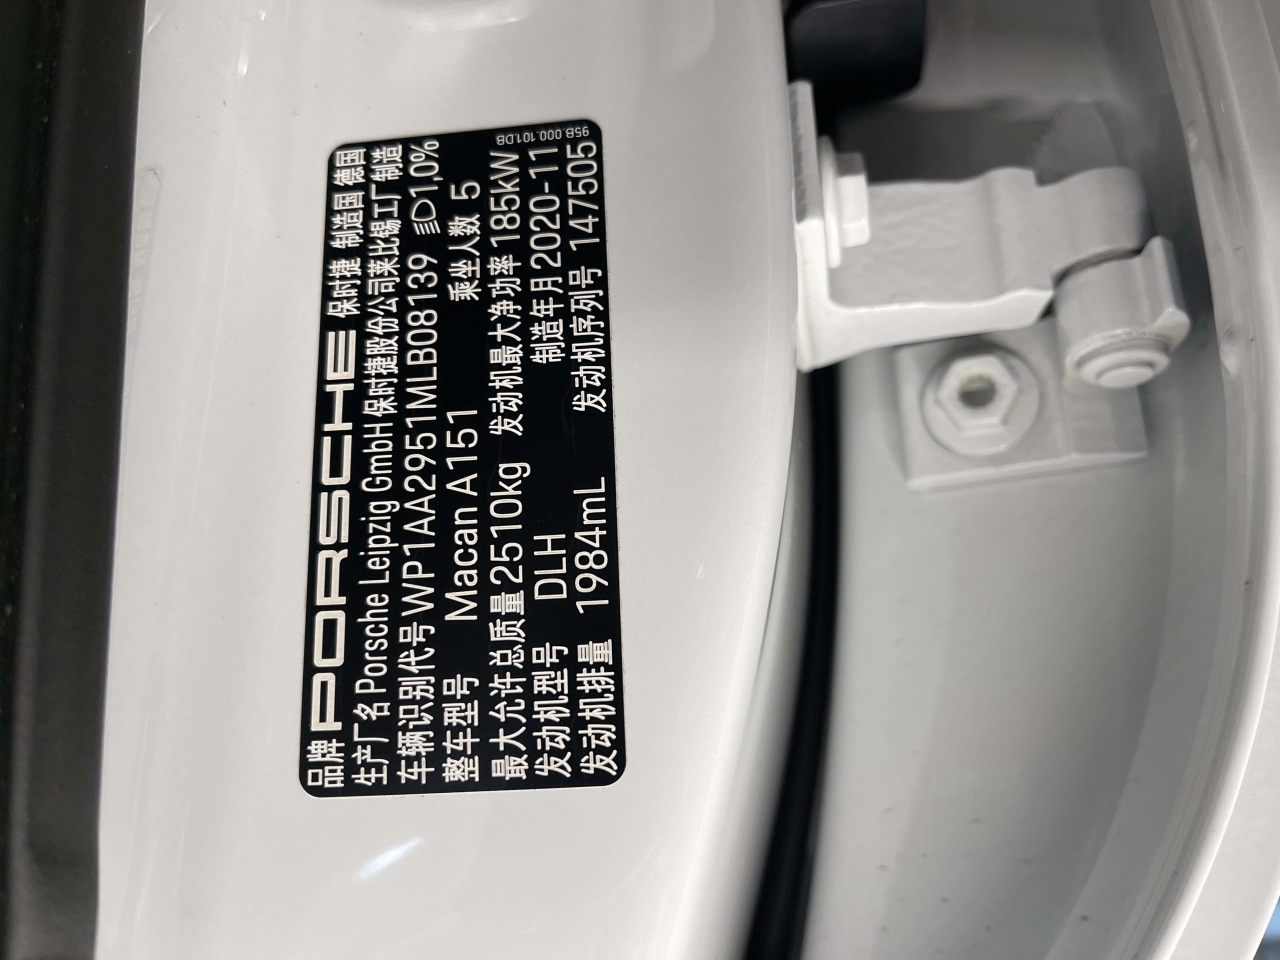 品牌 PORSCHE 保时捷 制造国 德国
生产厂名 Porsche Leipzig GmbH 保时捷股份公司莱比锡工厂制造
车辆识别代号 WP1AA2951MLB08139 1,0%
整车型号 Macan A151 乘坐人数 5
最大允许总质量 2510kg 发动机最大净功率 185kW
发动机型号 DLH 制造年月 2020-11
发动机排量 1984mL 发动机序列号 147505
95B.000.101.DB